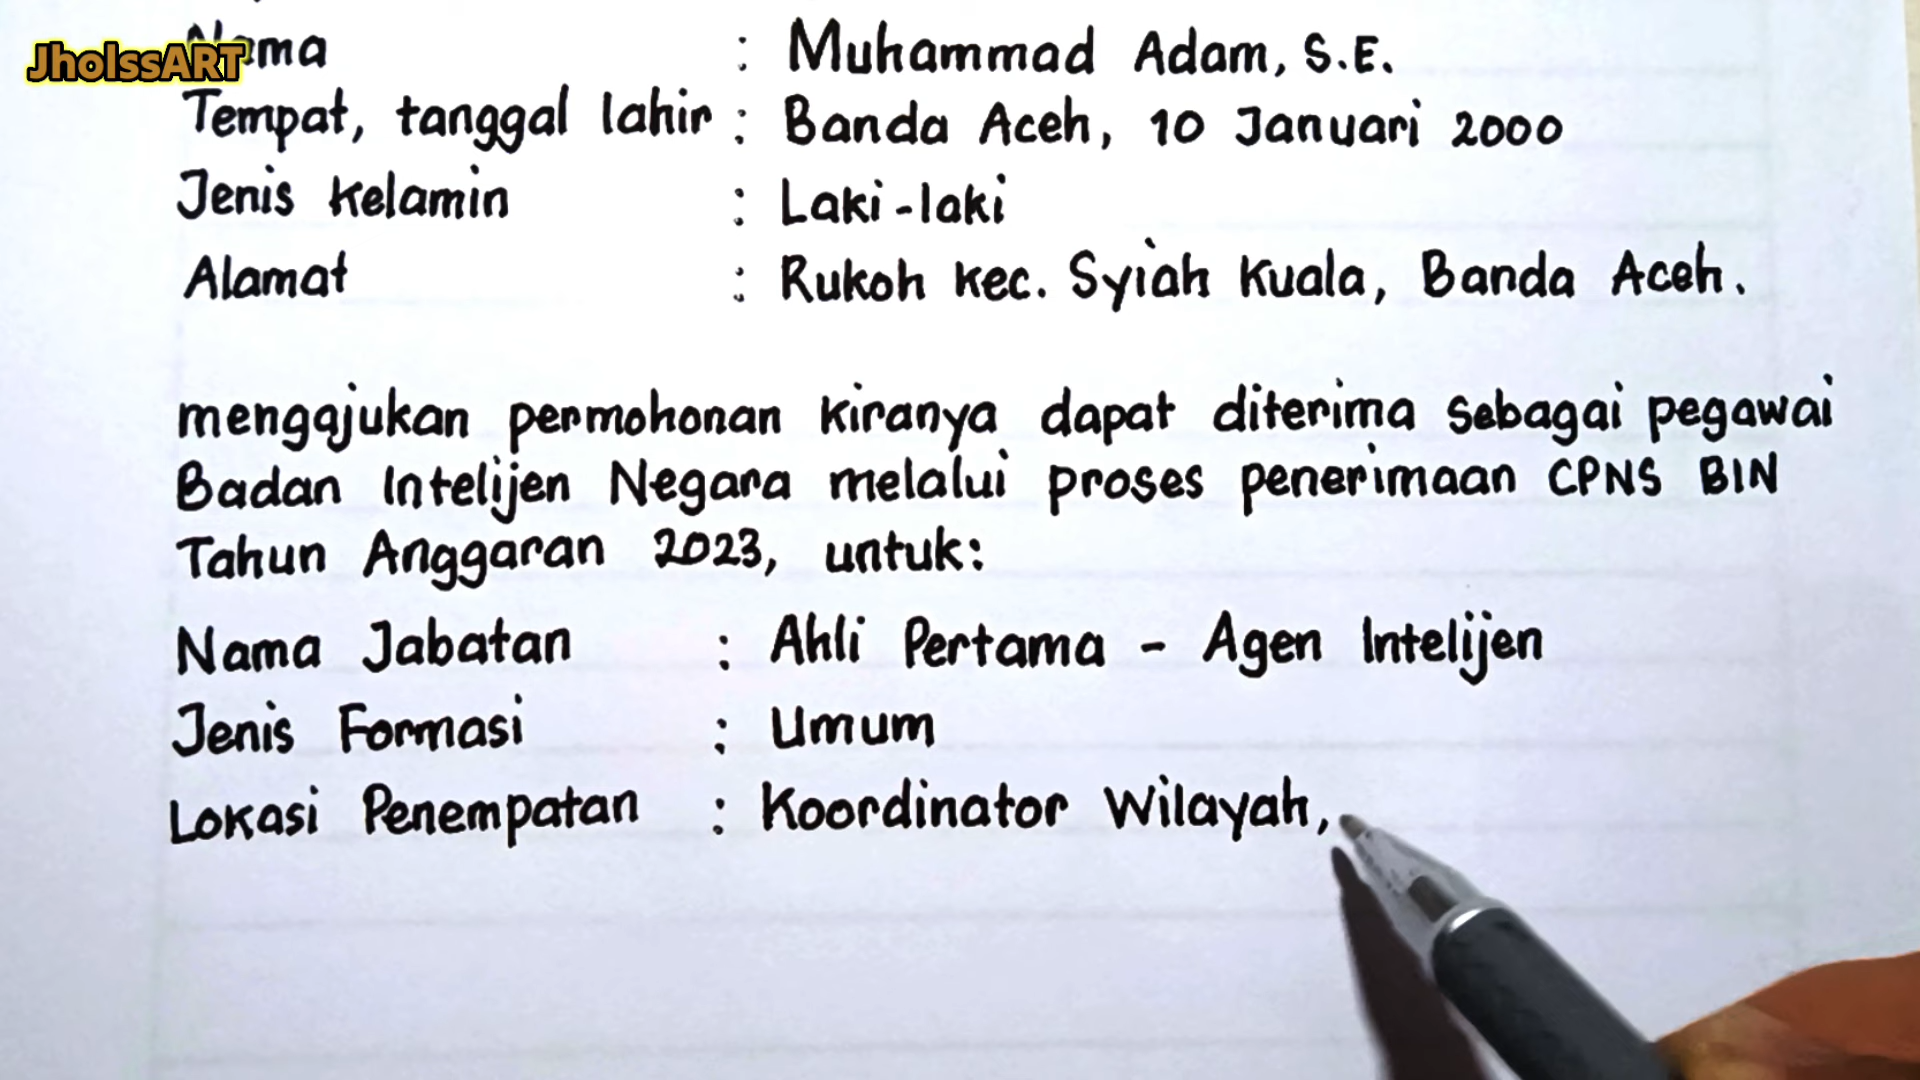 JholssART
Nama : Muhammad Adam, S.E.
Tempat, tanggal lahir : Banda Aceh, 10 Januari 2000
Jenis Kelamin : Laki-laki
Alamat : Rukoh Kec. Syiah Kuala, Banda Aceh.
mengajukan permohonan kiranya dapat diterima sebagai pegawai
Badan Intelijen Negara melalui proses penerimaan CPNS BIN
Tahun Anggaran 2023, untuk:
Nama Jabatan : Ahli Pertama - Agen Intelijen
Jenis Formasi : Umum
Lokasi Penempatan : Koordinator Wilayah,